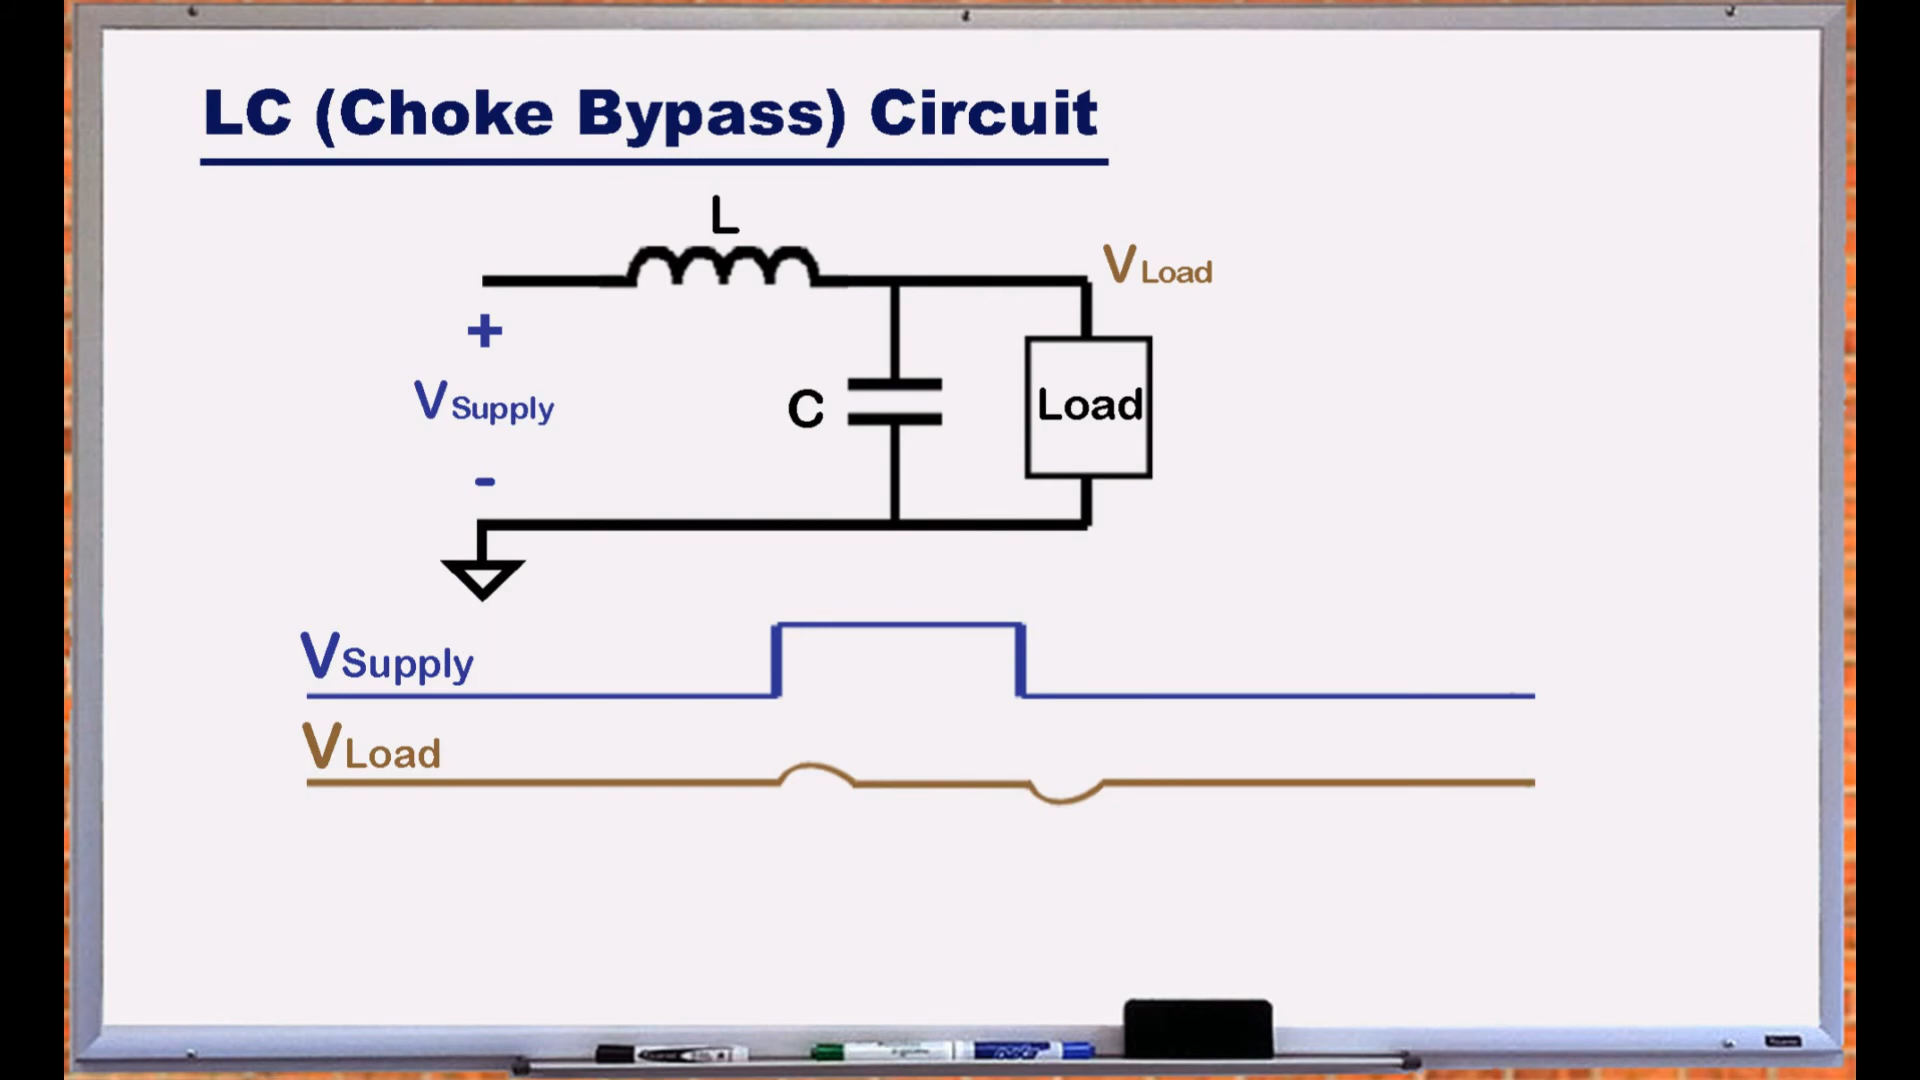 LC (Choke Bypass) Circuit
L
VLoad
+
VSupply
C
Load
-
VSupply
VLoad